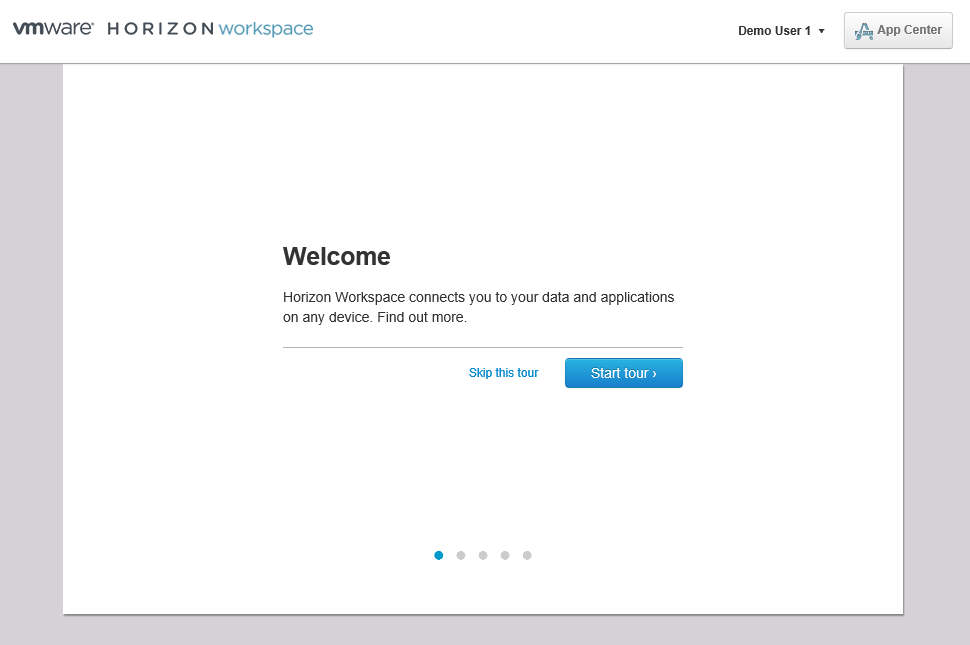 vmware® HORIZON workspace
Demo User 1
App Center
Welcome
Horizon Workspace connects you to your data and applications
on any device. Find out more.
Skip this tour
Start tour ›